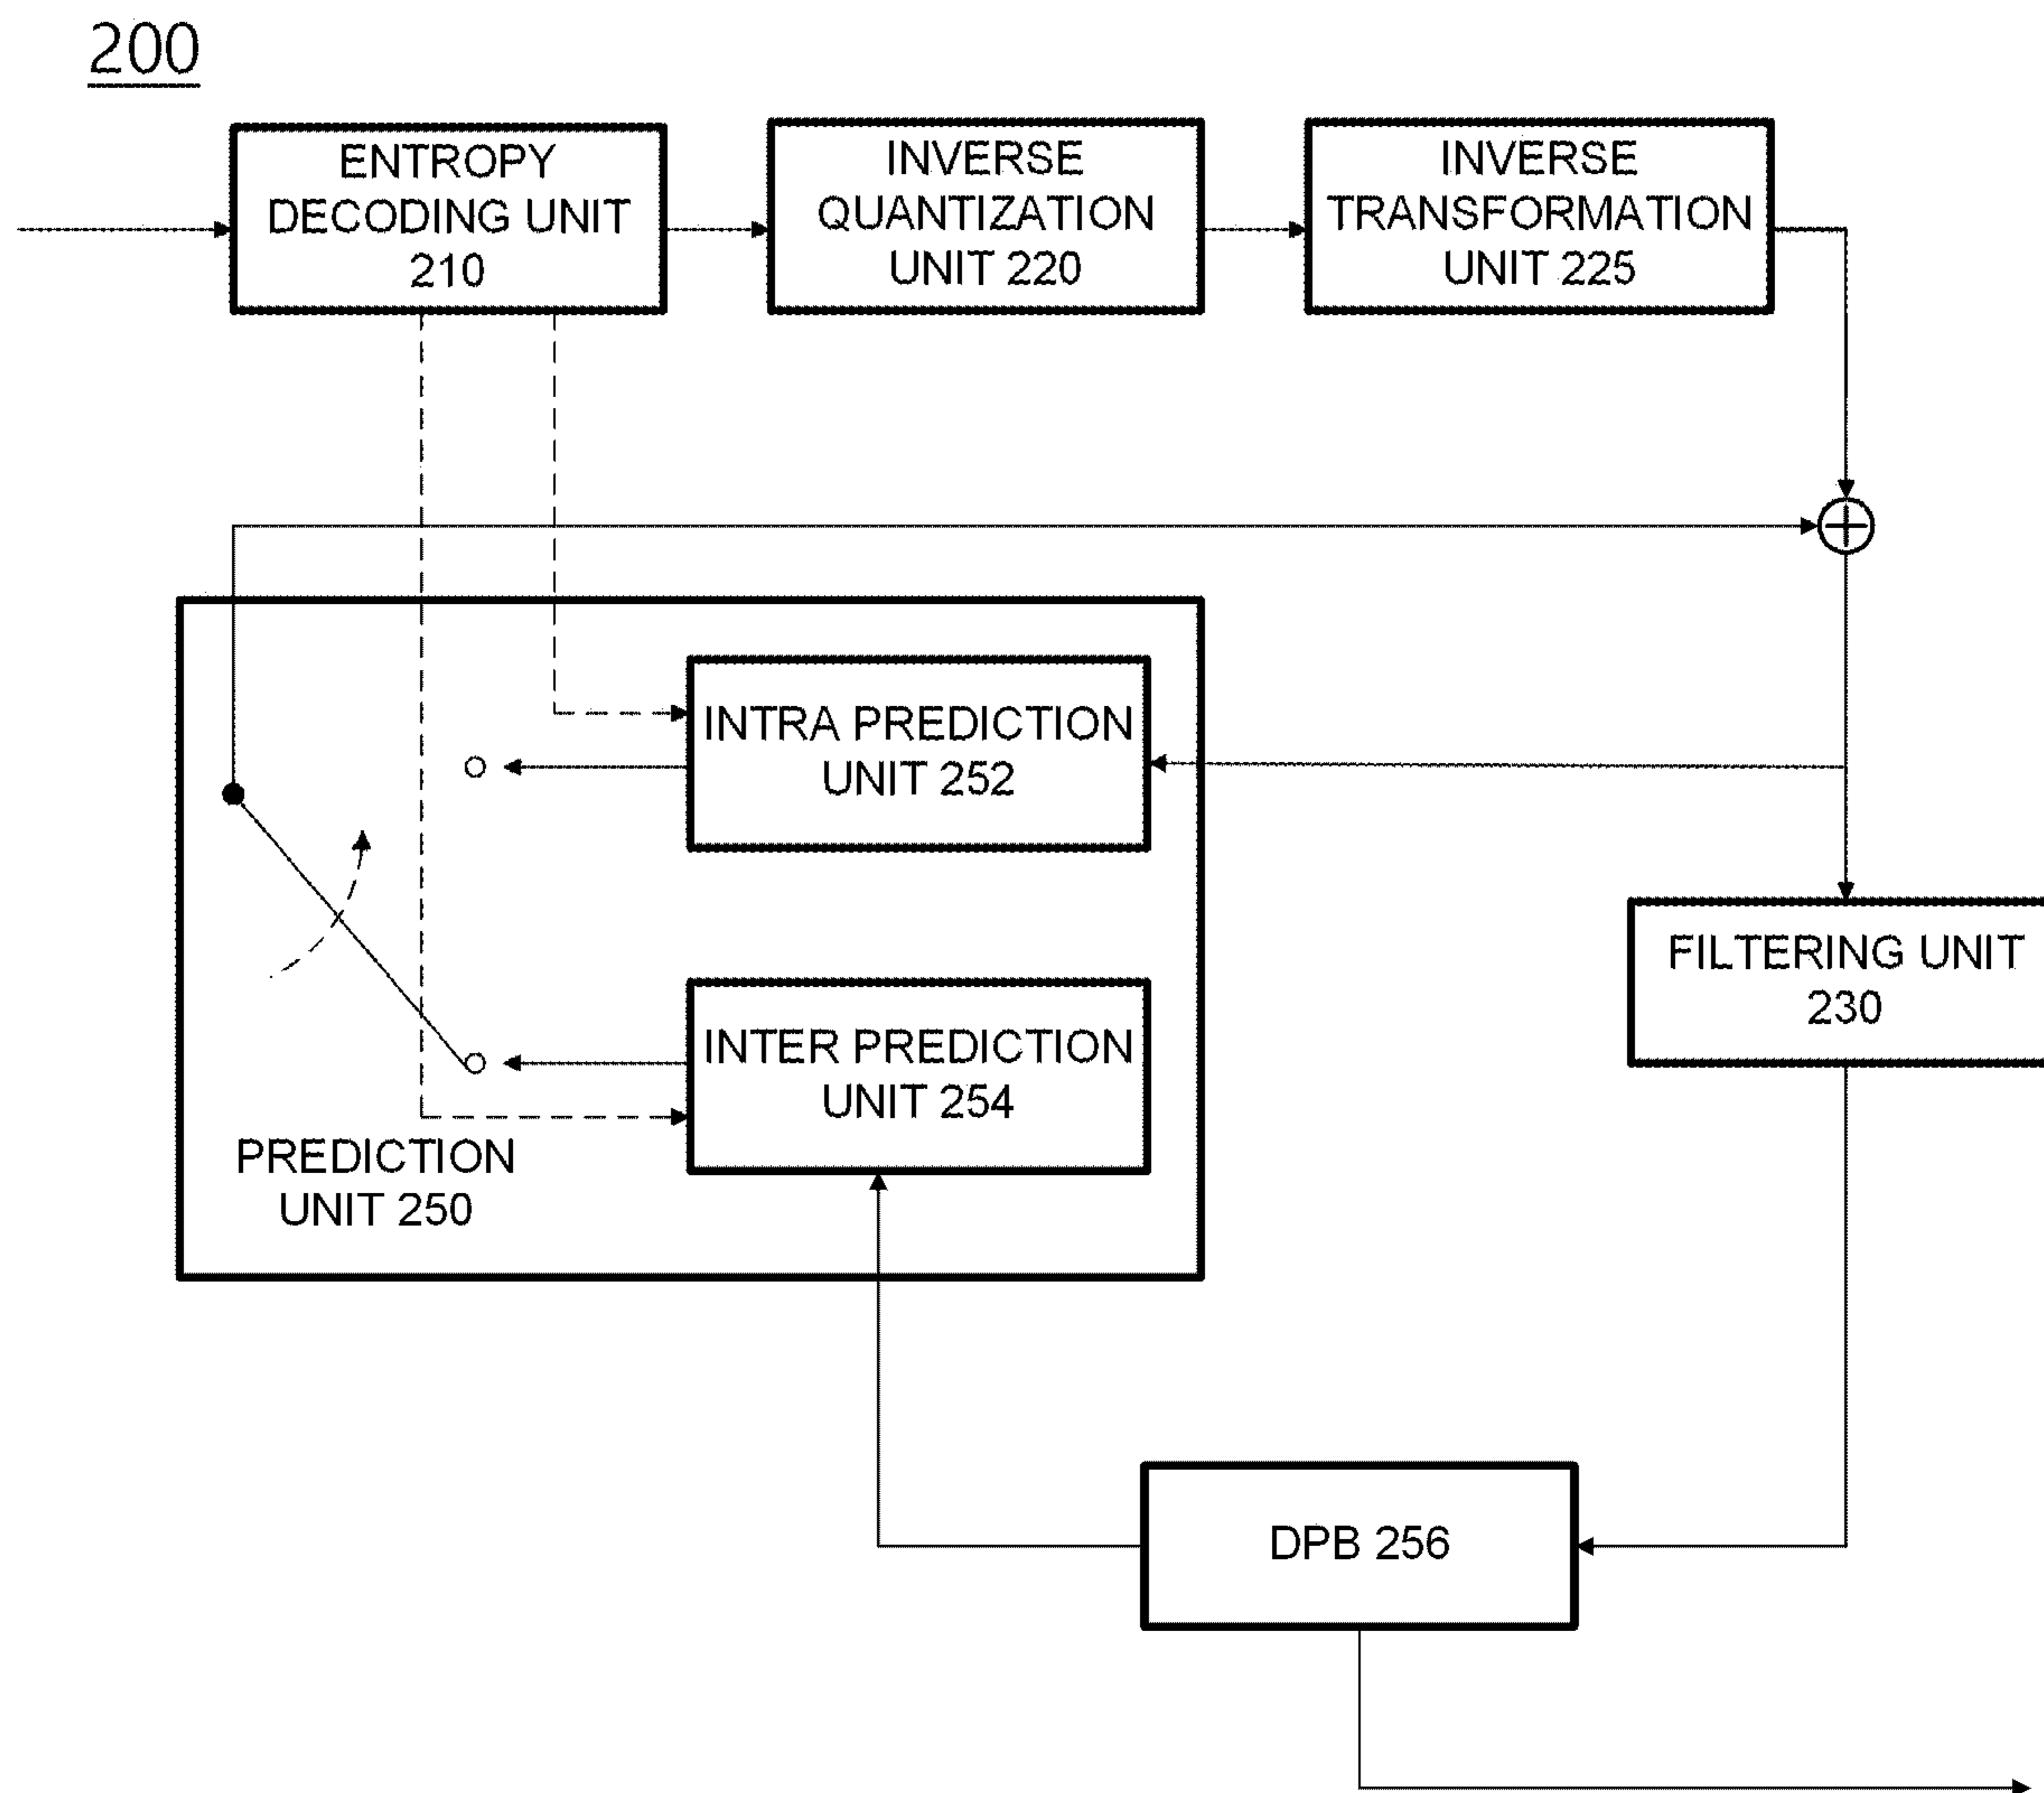 200
ENTROPY
DECODING UNIT
210
INVERSE
QUANTIZATION
UNIT 220
INVERSE
TRANSFORMATION
UNIT 225
INTRA PREDICTION
UNIT 252
FILTERING UNIT
230
INTER PREDICTION
UNIT 254
PREDICTION
UNIT 250
DPB 256